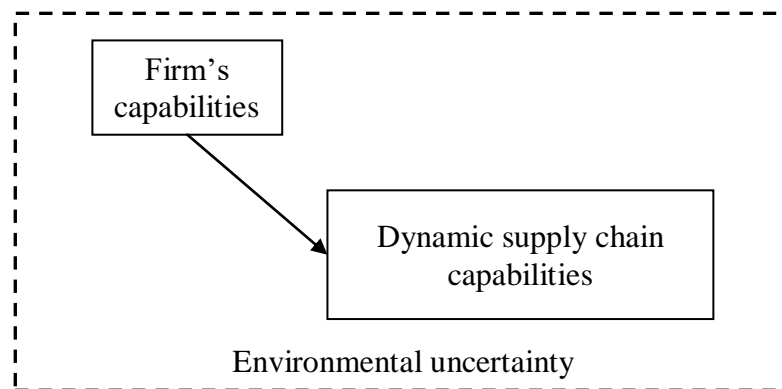 Firm’s
capabilities
Dynamic supply chain
capabilities
Environmental uncertainty